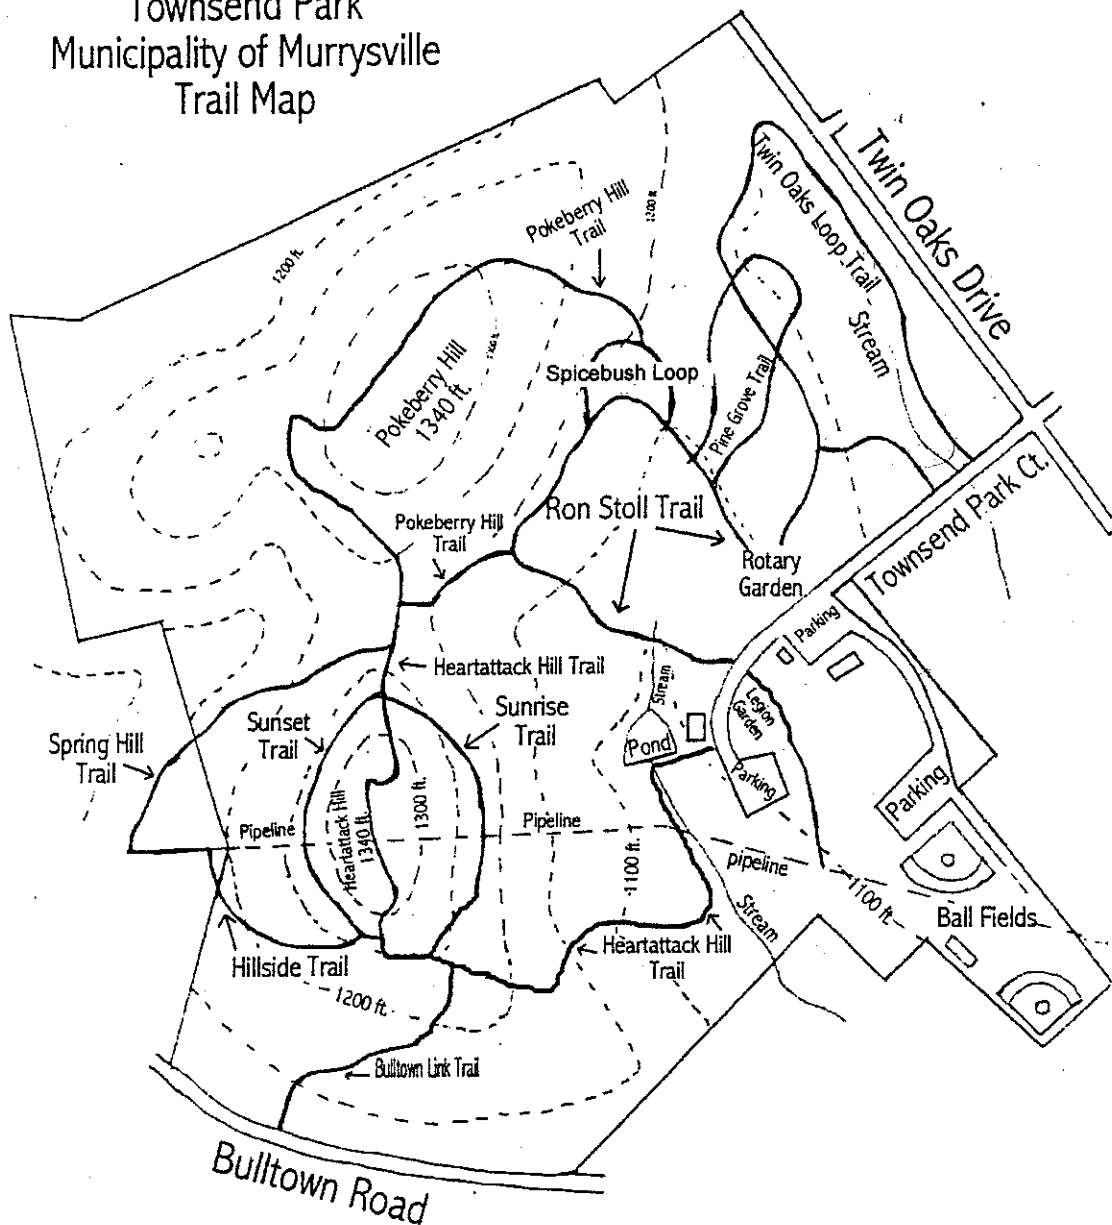 Townsend Park
Municipality of Murrysville
Trail Map
Twin Oaks Drive
Twin Oaks Loop Trail
Stream
Pokeberry Hill
Trail
1200 ft
1200 ft.
Pokeberry Hill
1340 ft.
Spicebush Loop
Pine Grove Trail
Ron Stoll Trail
Pokeberry Hill
Trail
Rotary
Garden
Townsend Park Ct.
Parking
Heartattack Hill Trail
Stream
Legion
Garden
Sunset
Trail
Sunrise
Trail
Spring Hill
Trail
Pond
Parking
Parking
Pipeline
Heartattack Hill
1340 ft.
1300 ft.
Pipeline
1100 ft.
pipeline
1100 ft.
Stream
Ball Fields
Hillside Trail
Heartattack Hill
Trail
1200 ft.
Bulltown Link Trail
Bulltown Road